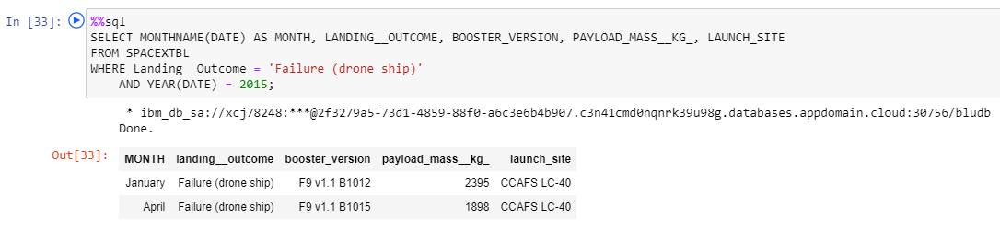 In [33]: %%sql
SELECT MONTHNAME(DATE) AS MONTH, LANDING__OUTCOME, BOOSTER_VERSION, PAYLOAD_MASS__KG_, LAUNCH_SITE
FROM SPACEXTBL
WHERE Landing__Outcome = 'Failure (drone ship)'
    AND YEAR(DATE) = 2015;
* ibm_db_sa://xcj78248:***@2f3279a5-73d1-4859-88f0-a6c3e6b4b907.c3n41cmd0nqnrk39u98g.databases.appdomain.cloud:30756/bludb
Done.
Out[33]: MONTH landing__outcome booster_version payload_mass__kg_ launch_site
January Failure (drone ship) F9 v1.1 B1012 2395 CCAFS LC-40
April Failure (drone ship) F9 v1.1 B1015 1898 CCAFS LC-40